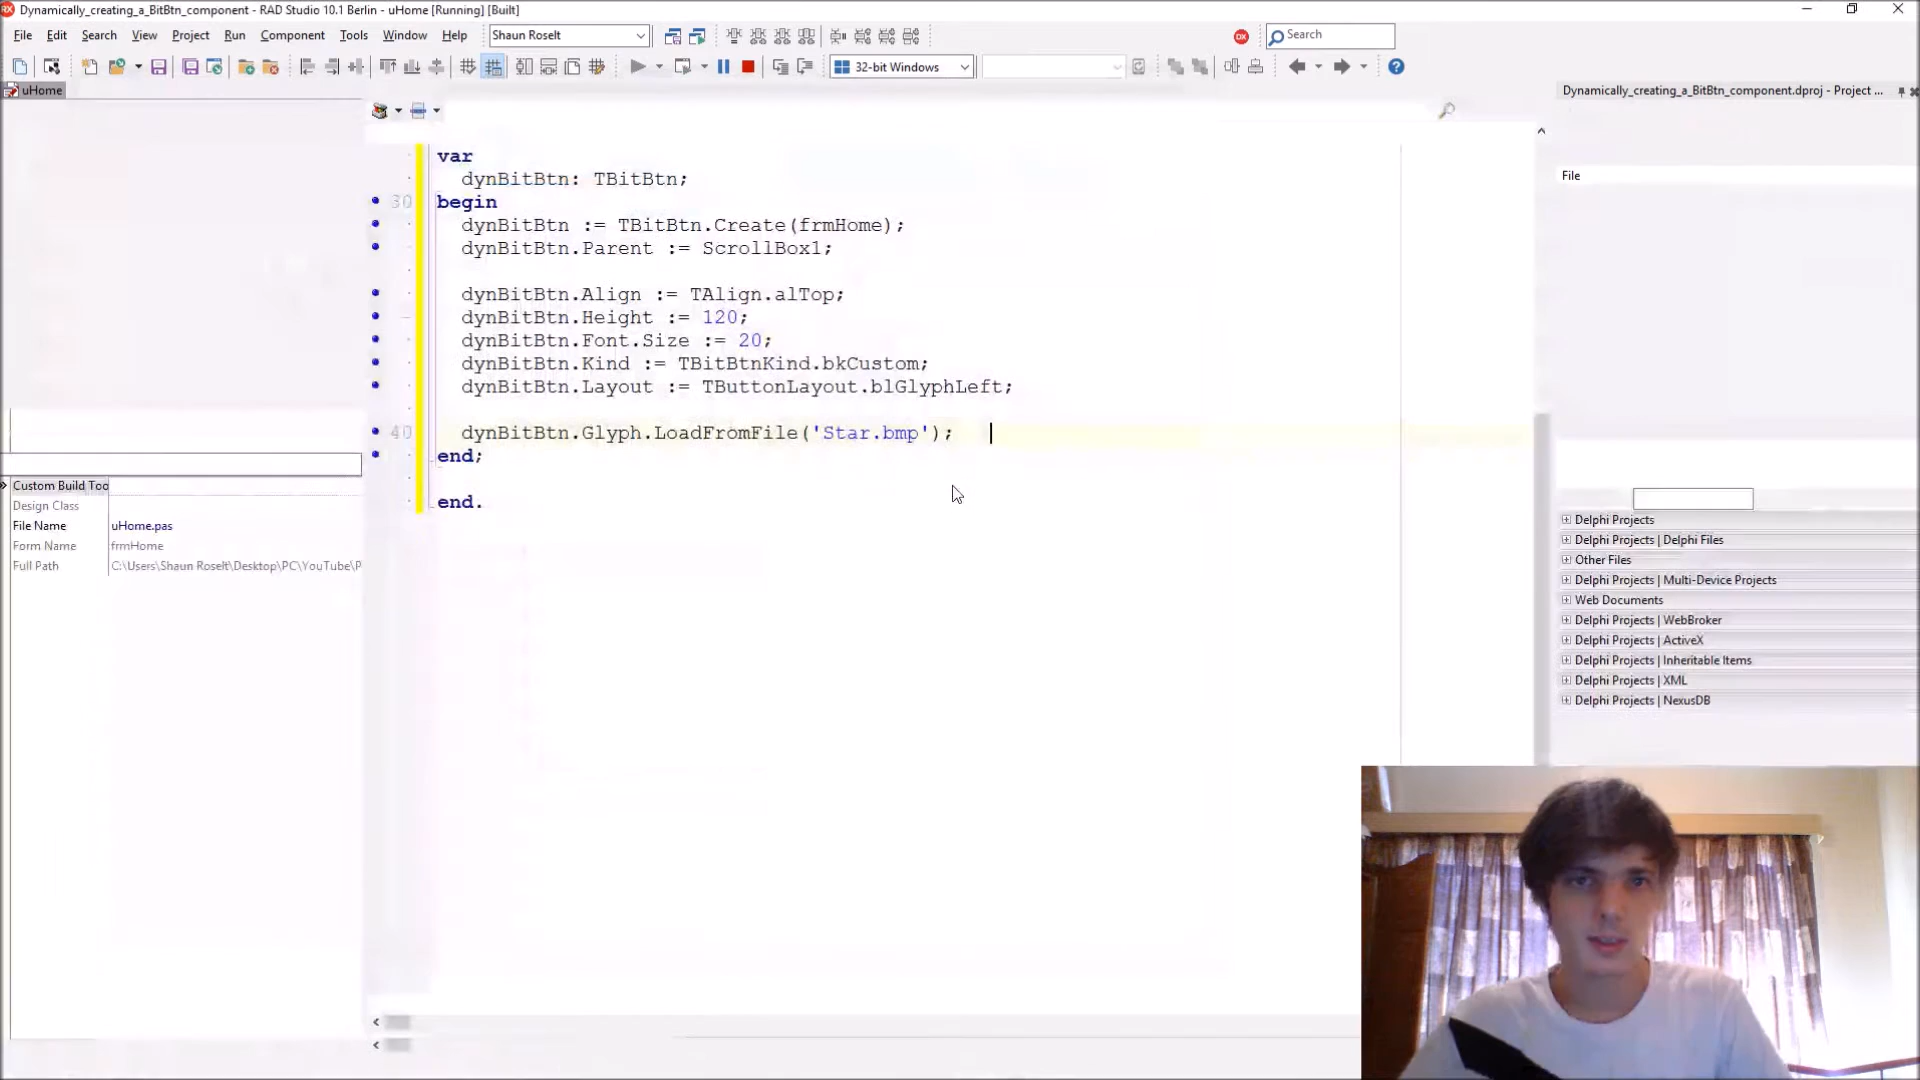 Dynamically_creating_a_BitBtn_component - RAD Studio 10.1 Berlin - uHome [Running] [Built]
File Edit Search View Project Run Component Tools Window Help Shaun Roselt Search
32-bit Windows
uHome
Dynamically_creating_a_BitBtn_component.dproj - Project ...
var
dynBitBtn: TBitBtn;
30 begin
dynBitBtn := TBitBtn.Create(frmHome);
dynBitBtn.Parent := ScrollBox1;
dynBitBtn.Align := TAlign.alTop;
dynBitBtn.Height := 120;
dynBitBtn.Font.Size := 20;
dynBitBtn.Kind := TBitBtnKind.bkCustom;
dynBitBtn.Layout := TButtonLayout.blGlyphLeft;
40 dynBitBtn.Glyph.LoadFromFile('Star.bmp');
end;
end.
Custom Build Too
Design Class
File Name uHome.pas
Form Name frmHome
Full Path C:\Users\Shaun Roselt\Desktop\PC\YouTube\P
File
Delphi Projects
Delphi Projects | Delphi Files
Other Files
Delphi Projects | Multi-Device Projects
Web Documents
Delphi Projects | WebBroker
Delphi Projects | ActiveX
Delphi Projects | Inheritable Items
Delphi Projects | XML
Delphi Projects | NexusDB